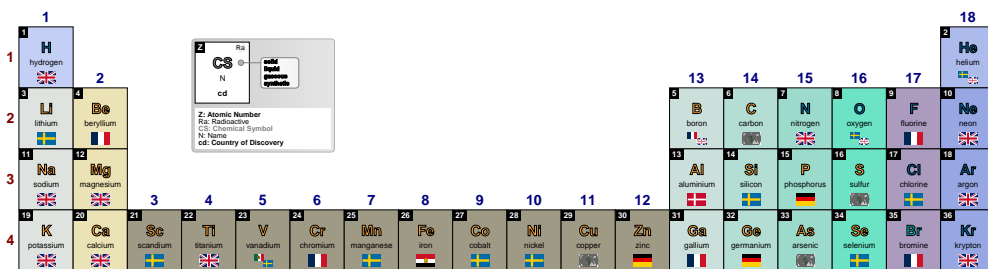 1 18
1 2
H Z Ra He
hydrogen CS solid helium
liquid
gaseous
synthetic
1 2 N 13 14 15 16 17
cd
3 4 5 6 7 8 9 10
2 Li Be B C N O F Ne
lithium beryllium Z: Atomic Number boron carbon nitrogen oxygen fluorine neon
Ra: Radioactive
CS: Chemical Symbol
N: Name
cd: Country of Discovery
11 12 13 14 15 16 17 18
3 Na Mg Al Si P S Cl Ar
sodium magnesium aluminium silicon phosphorus sulfur chlorine argon
3 4 5 6 7 8 9 10 11 12
19 20 21 22 23 24 25 26 27 28 29 30 31 32 33 34 35 36
4 K Ca Sc Ti V Cr Mn Fe Co Ni Cu Zn Ga Ge As Se Br Kr
potassium calcium scandium titanium vanadium chromium manganese iron cobalt nickel copper zinc gallium germanium arsenic selenium bromine krypton